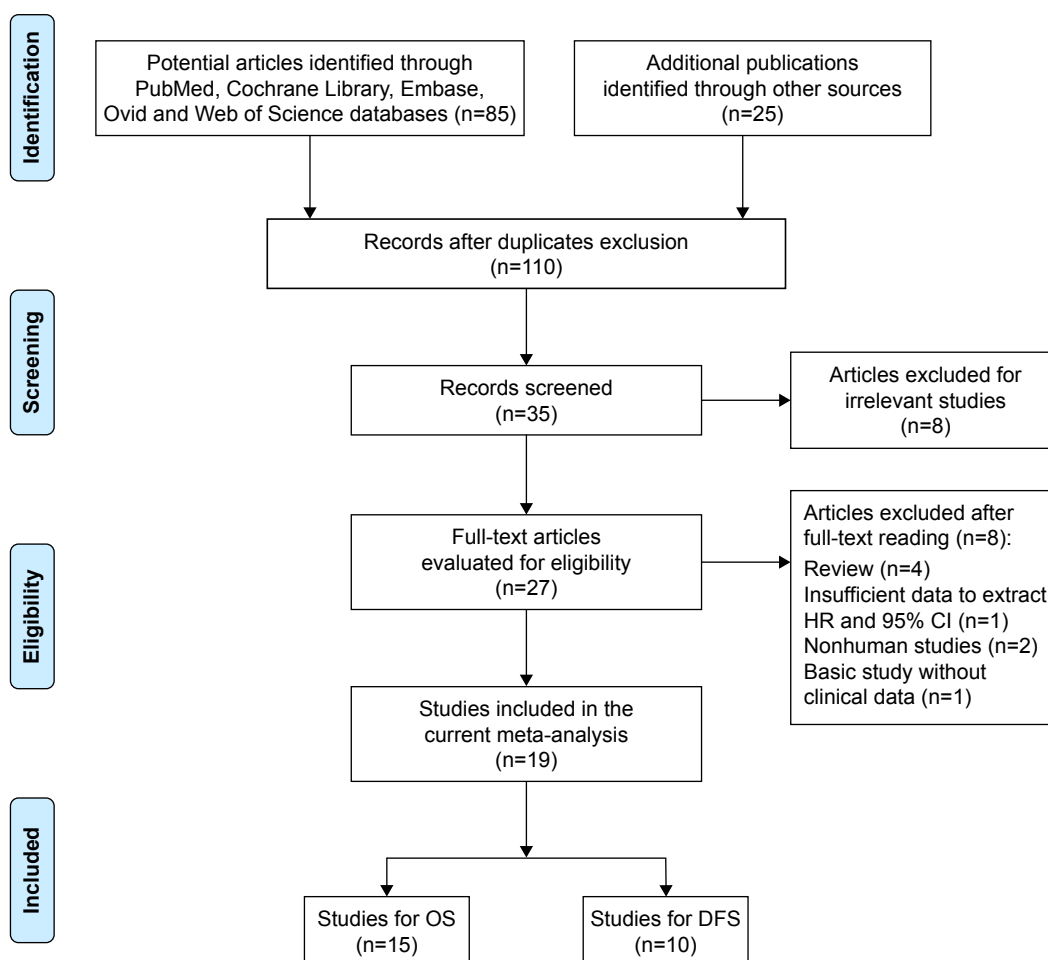 Identification
Potential articles identified through
PubMed, Cochrane Library, Embase,
Ovid and Web of Science databases (n=85)
Additional publications
identified through other sources
(n=25)
Records after duplicates exclusion
(n=110)
Screening
Records screened
(n=35)
Articles excluded for
irrelevant studies
(n=8)
Eligibility
Full-text articles
evaluated for eligibility
(n=27)
Articles excluded after
full-text reading (n=8):
Review (n=4)
Insufficient data to extract
HR and 95% CI (n=1)
Nonhuman studies (n=2)
Basic study without
clinical data (n=1)
Studies included in the
current meta-analysis
(n=19)
Included
Studies for OS
(n=15)
Studies for DFS
(n=10)